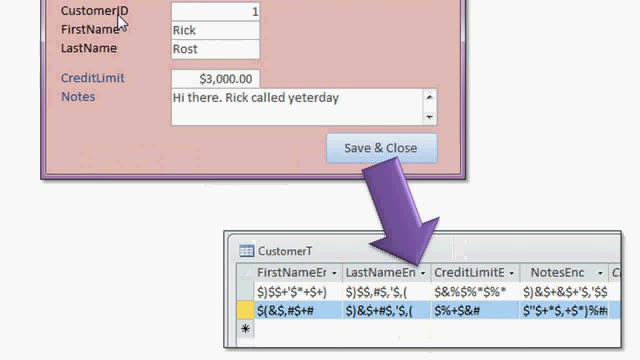 CustomerID 1
FirstName Rick
LastName Rost
CreditLimit $3,000.00
Notes Hi there. Rick called yeterday
Save & Close
CustomerT
FirstNameEr LastNameEn CreditLimitE NotesEnc
$)$$+'$*+$+) $)$$,#$,'$,( $&%$%*$%* $)&$+&$+'$,'$$
$(&$,#$+# $)&$+#$,'$,( $%+$&# $"$+*$,+$*)%##